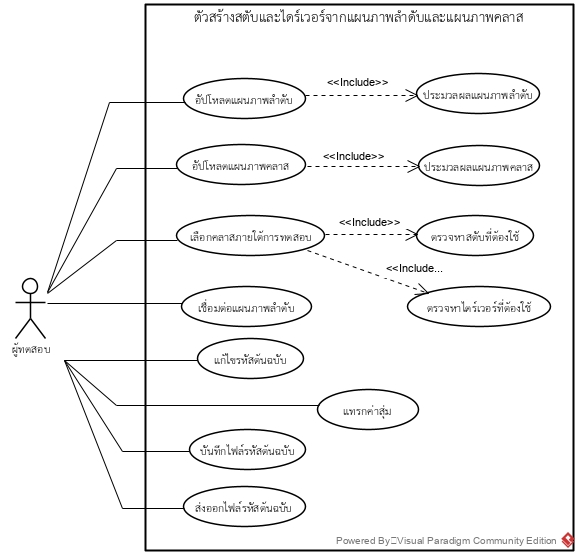 ตัวสร้างสตับและไดร์เวอร์จากแผนภาพลำดับและแผนภาพคลาส
<<Include>>
อัปโหลดแผนภาพลำดับ
ประมวลผลแผนภาพลำดับ
<<Include>>
อัปโหลดแผนภาพคลาส
ประมวลผลแผนภาพคลาส
<<Include>>
เลือกคลาสภายใต้การทดสอบ
ตรวจหาสตับที่ต้องใช้
<<Include...
เชื่อมต่อแผนภาพลำดับ
ตรวจหาไดร์เวอร์ที่ต้องใช้
ผู้ทดสอบ
แก้ไขรหัสต้นฉบับ
แทรกค่าสุ่ม
บันทึกไฟล์รหัสต้นฉบับ
ส่งออกไฟล์รหัสต้นฉบับ
Powered By Visual Paradigm Community Edition